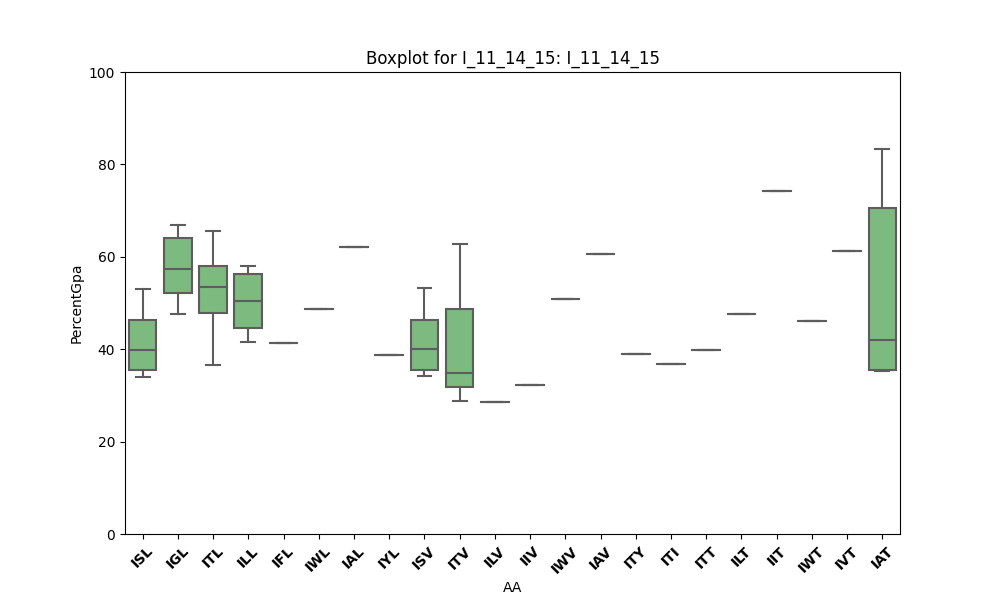 Boxplot for I_11_14_15: I_11_14_15
100
80
60
40
20
0
PercentGpa
ISL IGL ITL ILL IFL IWL IAL IYL ISV ITV ILV IIV IWV IAV ITY ITI ITT ILT IIT IWT IVT IAT
AA